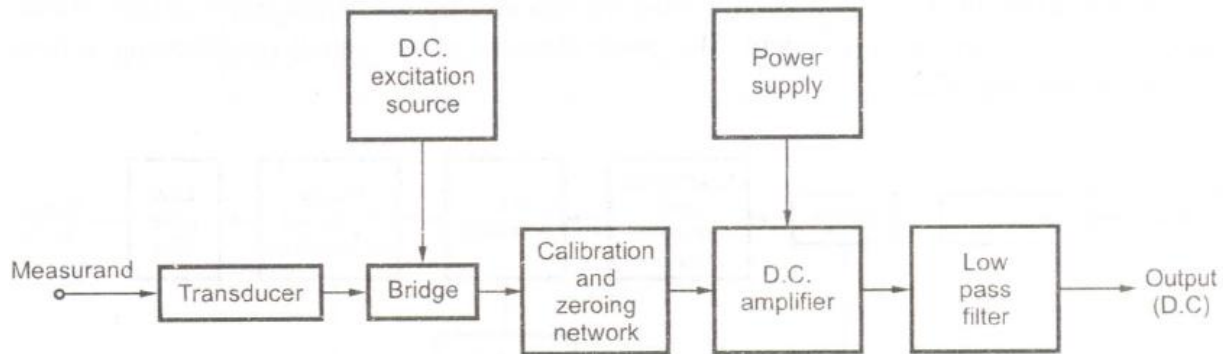 D.C.
excitation
source
Power
supply
Measurand
Transducer
Bridge
Calibration
and
zeroing
network
D.C.
amplifier
Low
pass
filter
Output
(D.C)